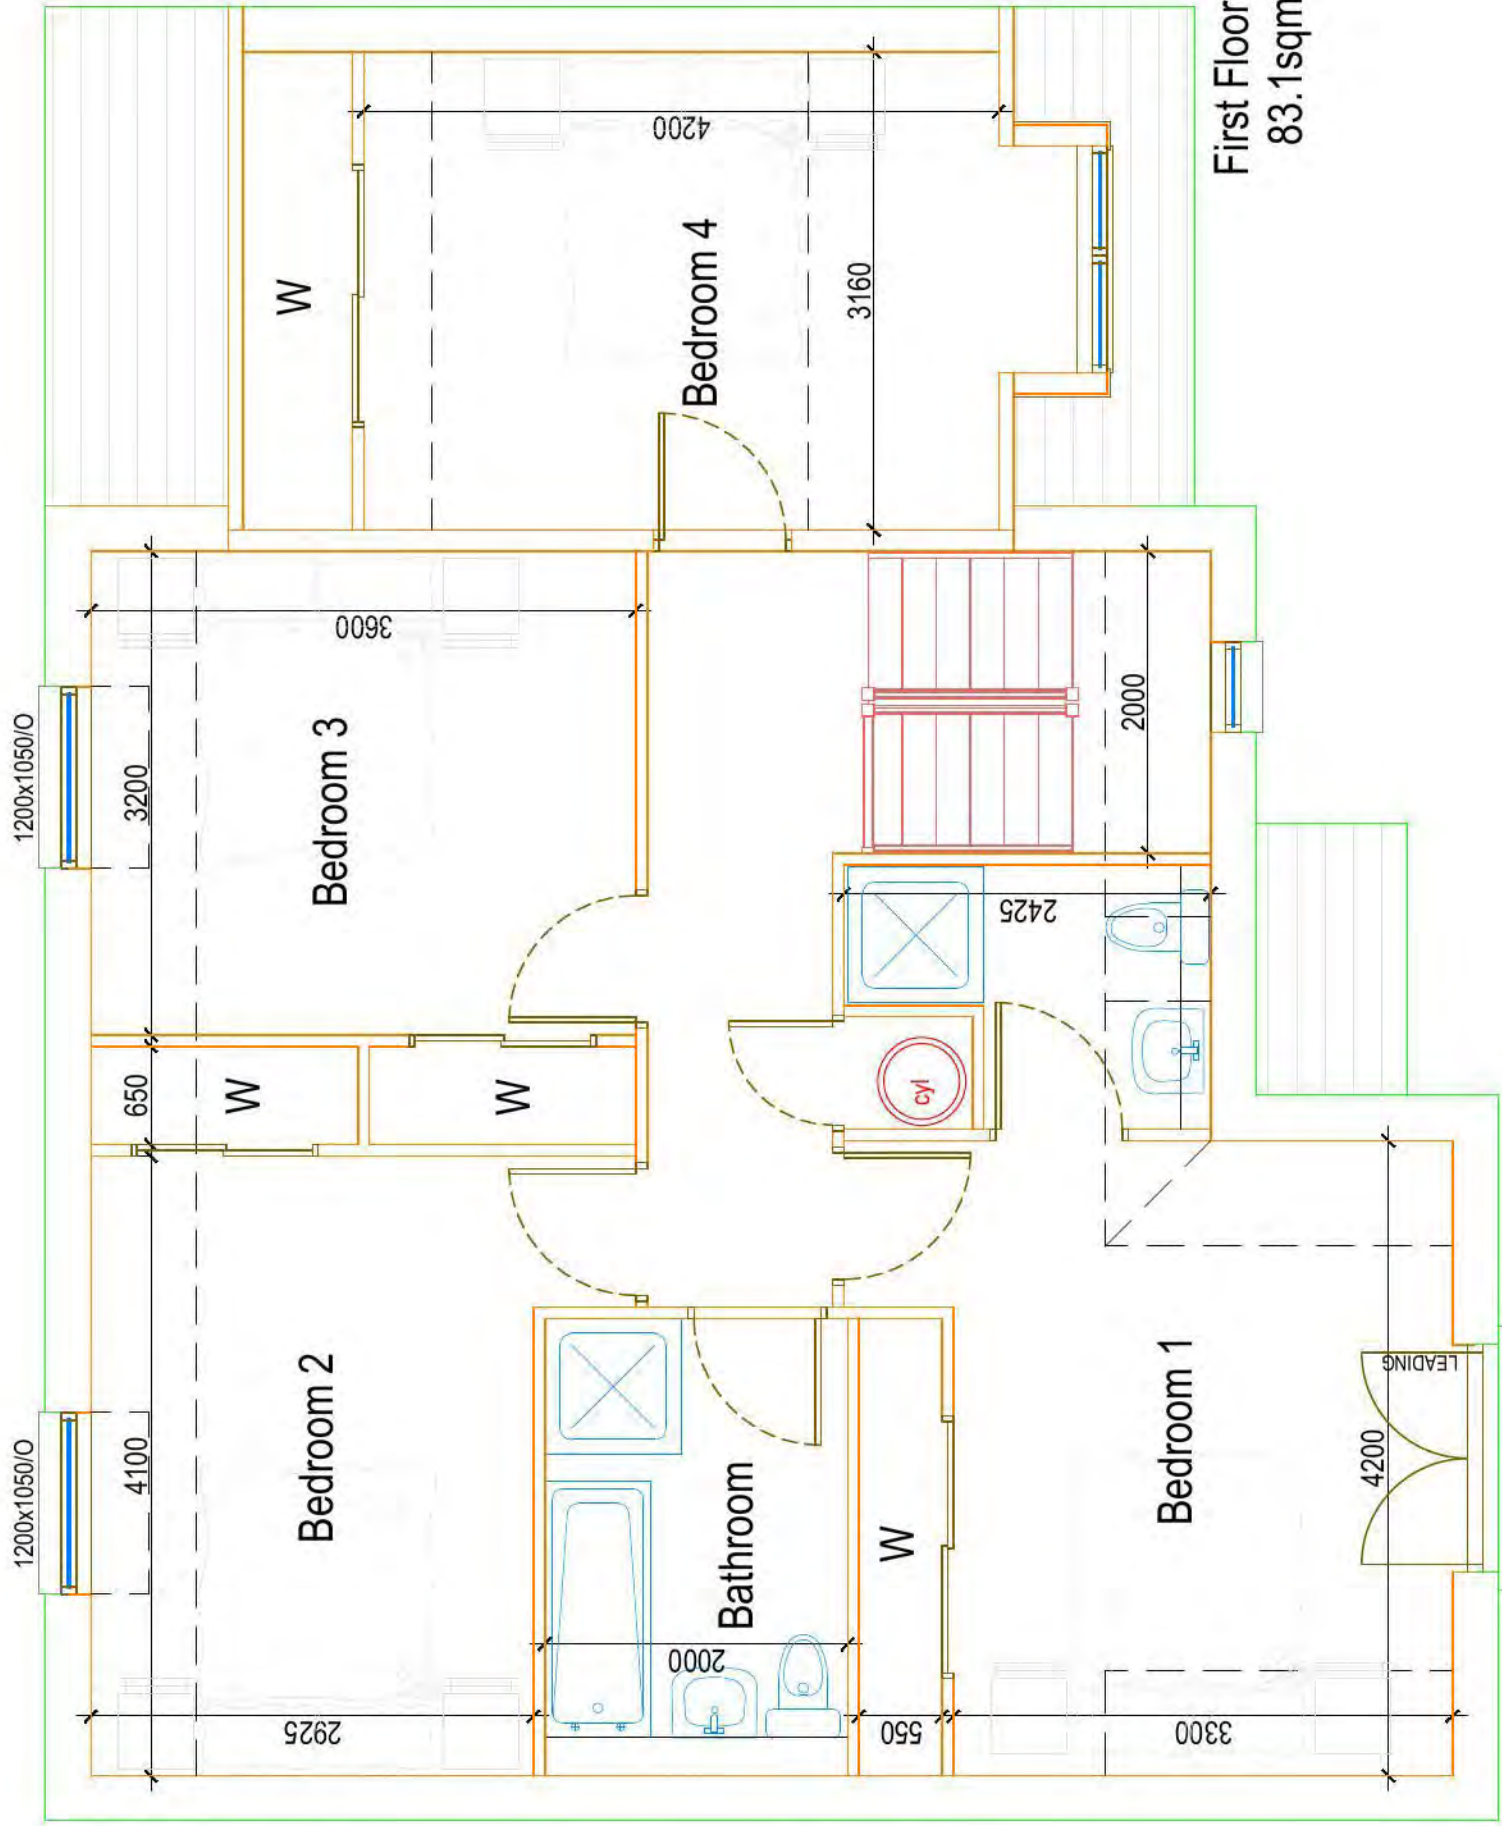 1200x1050/O
1200x1050/O
4100
650
3200
Bedroom 2
W
W
Bedroom 3
W
2925
3600
4200
Bathroom
2000
Bedroom 4
3160
W
550
cyl
2425
2000
Bedroom 1
3300
4200
LEADING
First Floor
83.1sqm